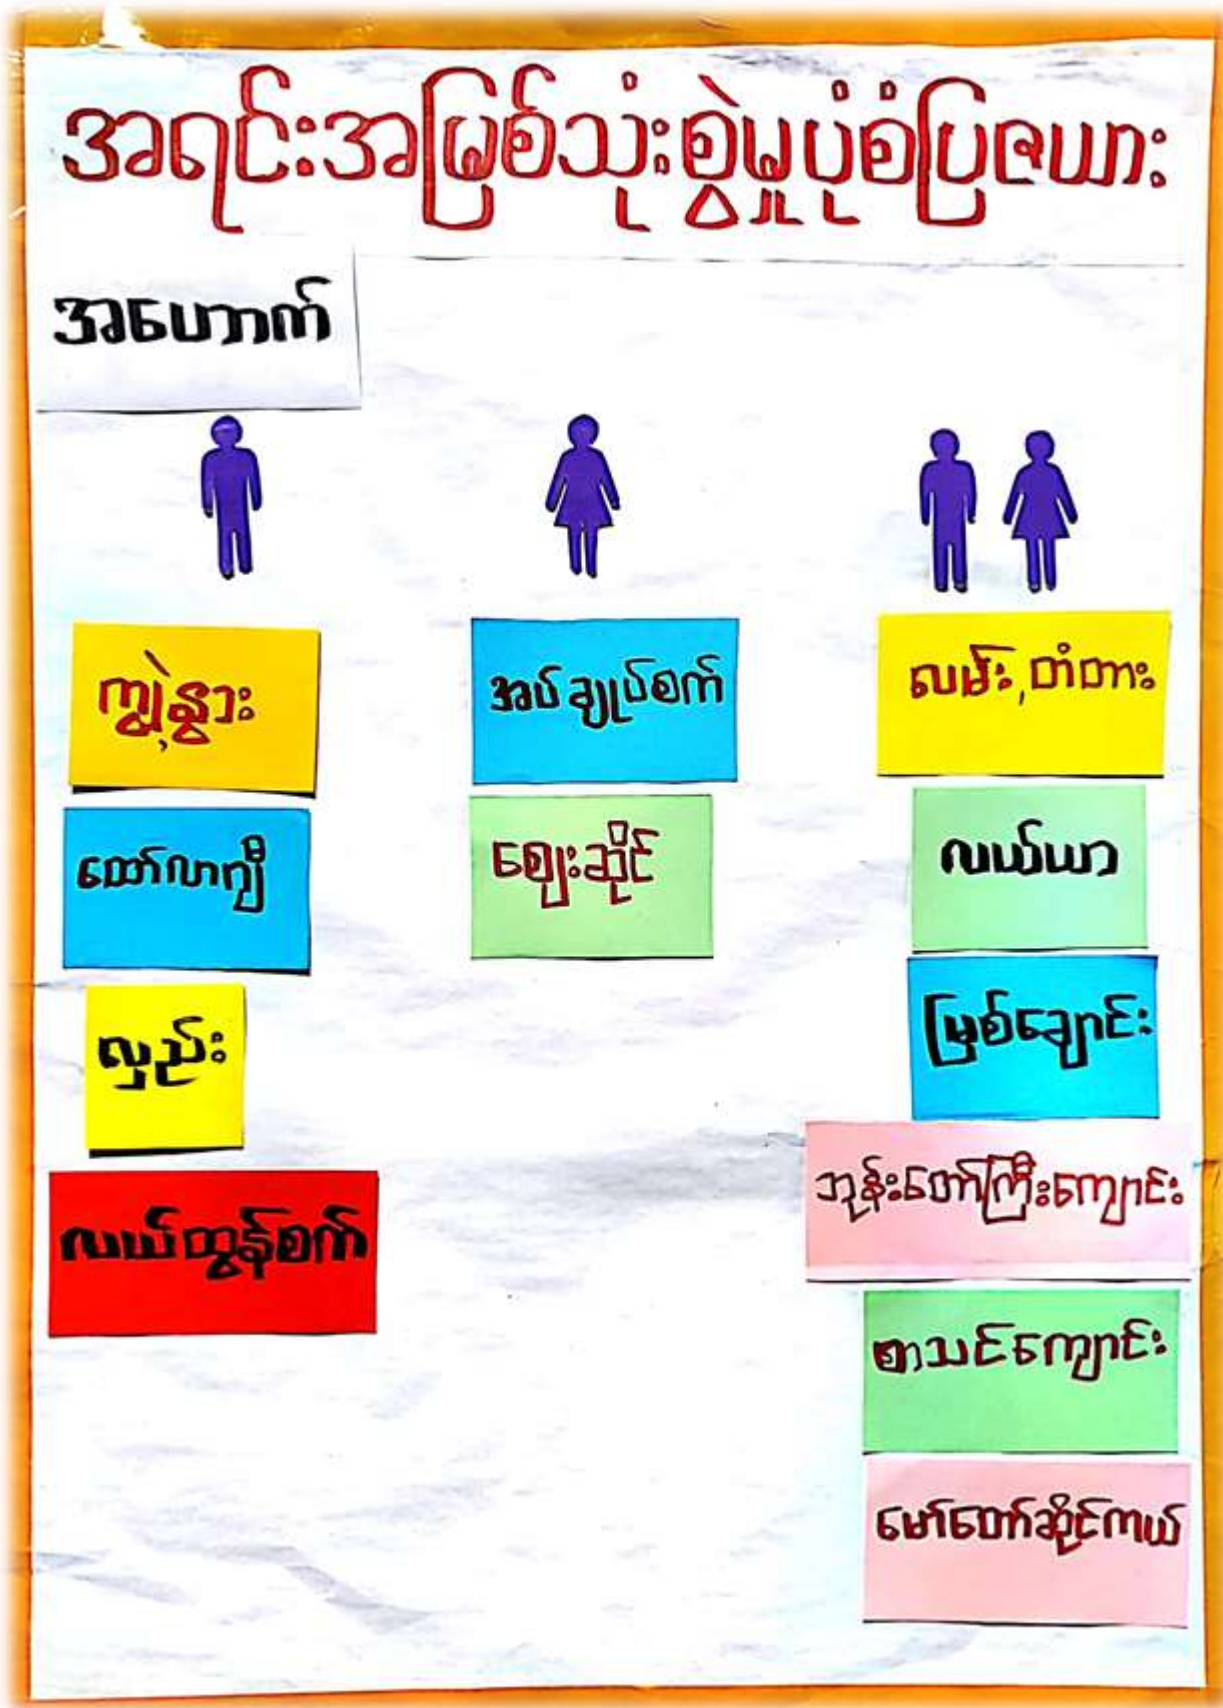 အရင်းအမြစ်သုံးစွဲမှုပုံစံပြဇယား
အဟောက်
ကျွဲနွား
အပ်ချုပ်စက်
လမ်း,တံတား
ထော်လာဂျီ
ဈေးဆိုင်
လယ်ယာ
လှည်း
မြစ်ချောင်း
လယ်ထွန်စက်
ဘုန်းတော်ကြီးကျောင်း
စာသင်ကျောင်း
မော်တော်ဆိုင်ကယ်